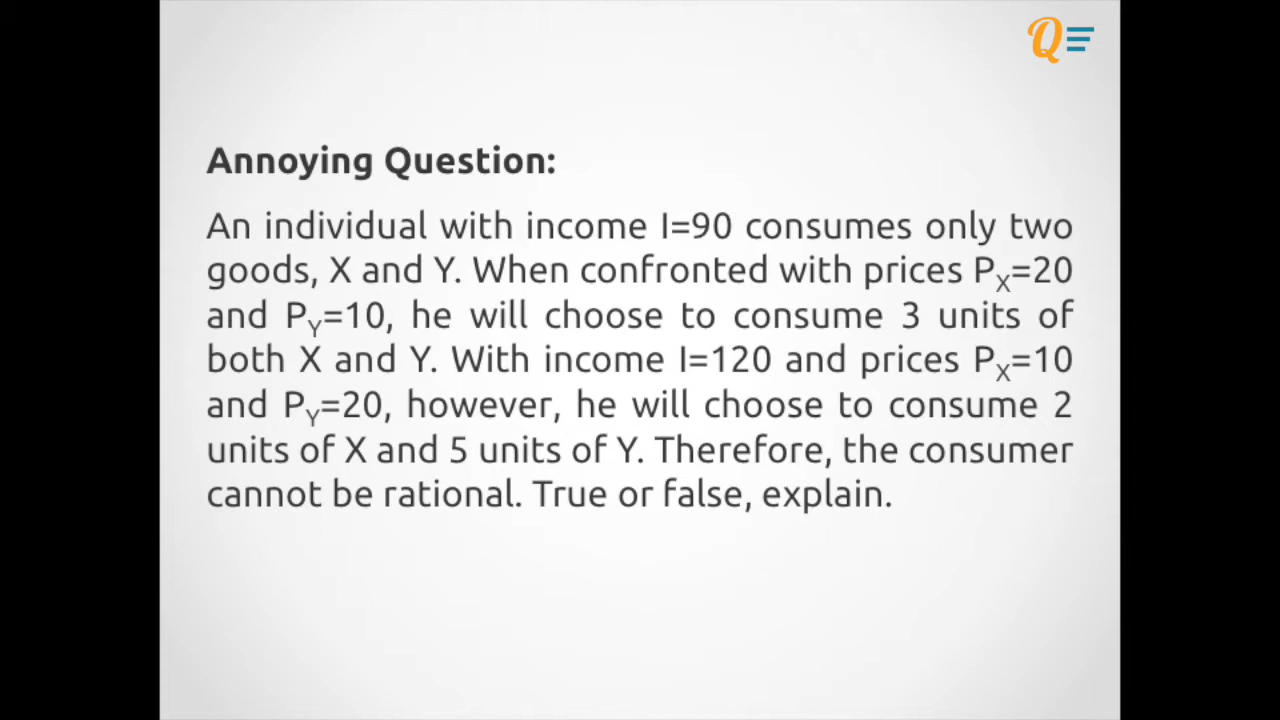 Q
Annoying Question:
An individual with income I=90 consumes only two
goods, X and Y. When confronted with prices PX=20
and PY=10, he will choose to consume 3 units of
both X and Y. With income I=120 and prices PX=10
and PY=20, however, he will choose to consume 2
units of X and 5 units of Y. Therefore, the consumer
cannot be rational. True or false, explain.